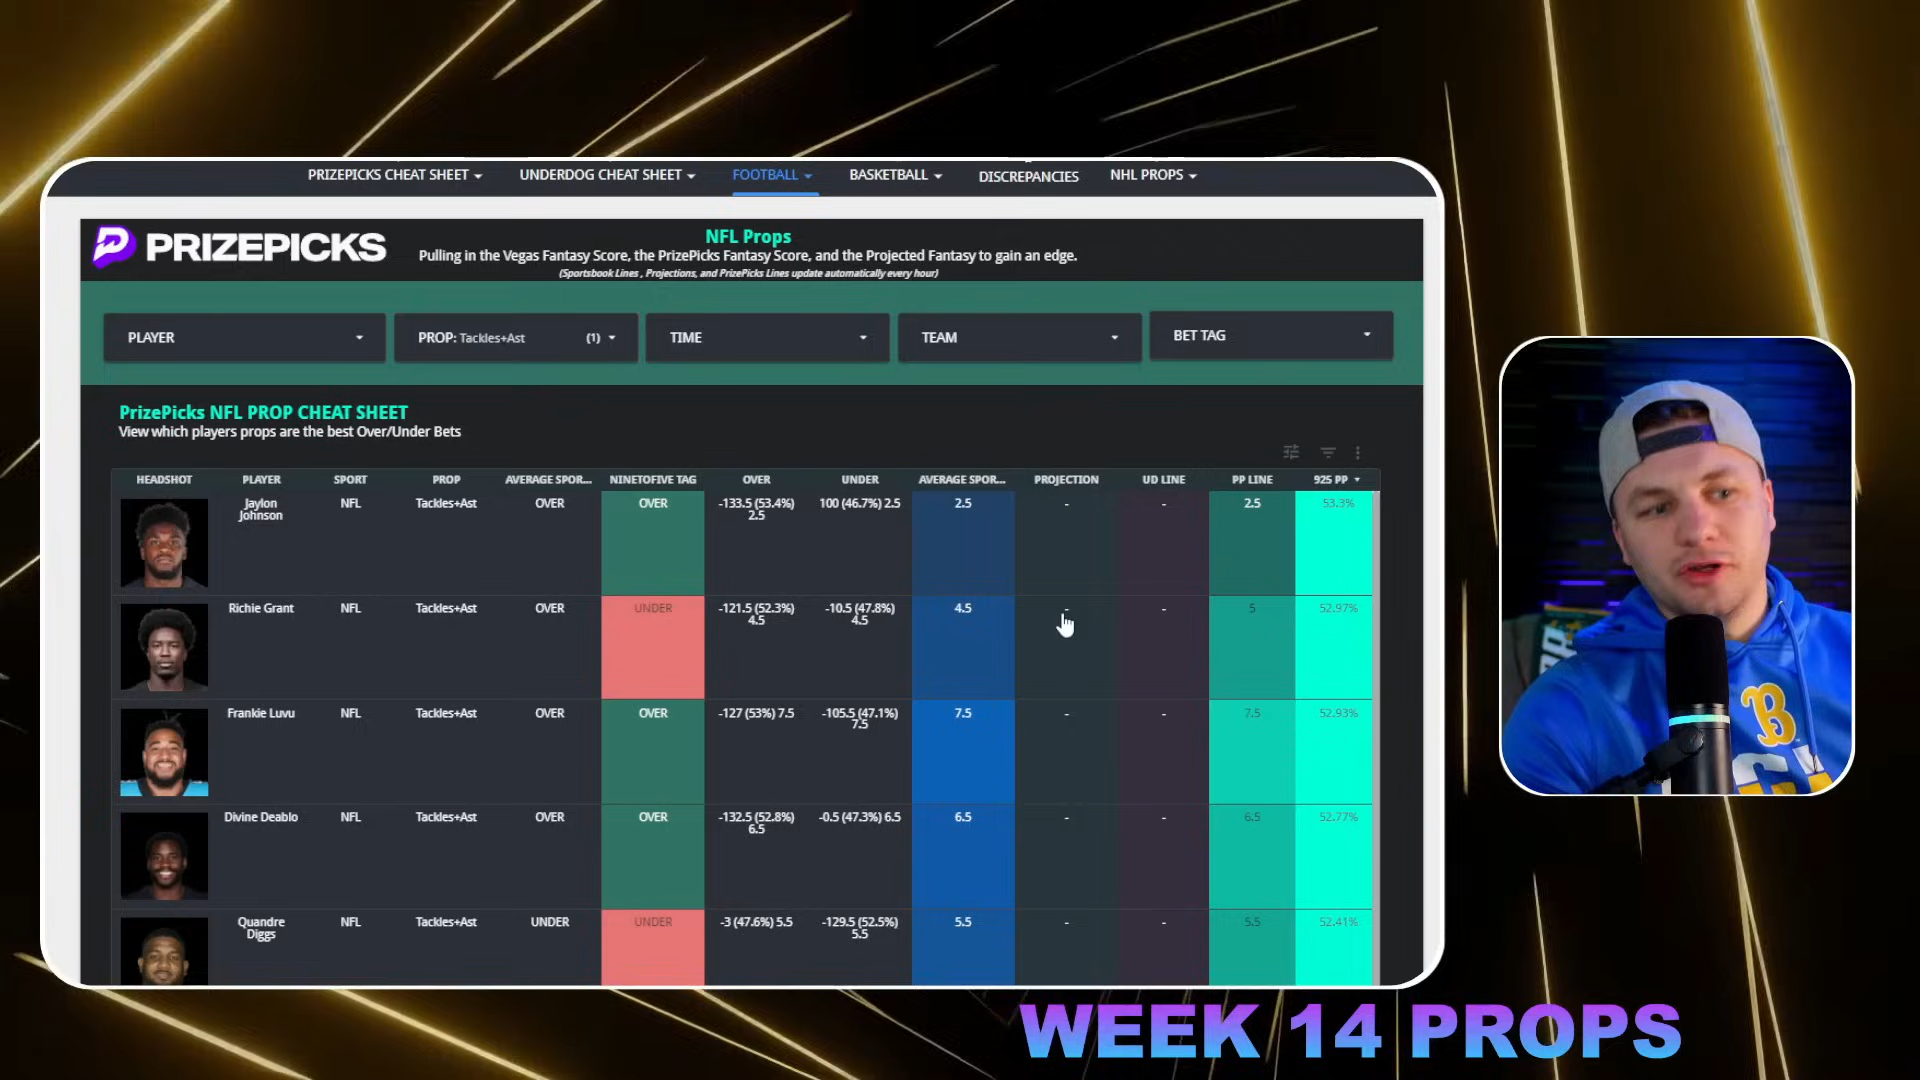 PRIZEPICKS CHEAT SHEET
UNDERDOG CHEAT SHEET
FOOTBALL
BASKETBALL
DISCREPANCIES
NHL PROPS
PRIZEPICKS
NFL Props
Pulling in the Vegas Fantasy Score, the PrizePicks Fantasy Score, and the Projected Fantasy to gain an edge.
(Sportsbook Lines , Projections, and PrizePicks Lines update automatically every hour)
PLAYER
PROP: Tackles+Ast (1)
TIME
TEAM
BET TAG
PrizePicks NFL PROP CHEAT SHEET
View which players props are the best Over/Under Bets
HEADSHOT PLAYER SPORT PROP AVERAGE SPOR... NINETOFIVE TAG OVER UNDER AVERAGE SPOR... PROJECTION UD LINE PP LINE 925 PP
Jaylon Johnson NFL Tackles+Ast OVER OVER -133.5 (53.4%) 2.5 100 (46.7%) 2.5 2.5 - - 2.5 53.3%
Richie Grant NFL Tackles+Ast OVER UNDER -121.5 (52.3%) 4.5 -10.5 (47.8%) 4.5 4.5 - - 5 52.97%
Frankie Luvu NFL Tackles+Ast OVER OVER -127 (53%) 7.5 -105.5 (47.1%) 7.5 7.5 - - 7.5 52.93%
Divine Deablo NFL Tackles+Ast OVER OVER -132.5 (52.8%) 6.5 -0.5 (47.3%) 6.5 6.5 - - 6.5 52.77%
Quandre Diggs NFL Tackles+Ast UNDER UNDER -3 (47.6%) 5.5 -129.5 (52.5%) 5.5 5.5 - - 5.5 52.41%
B
WEEK 14 PROPS